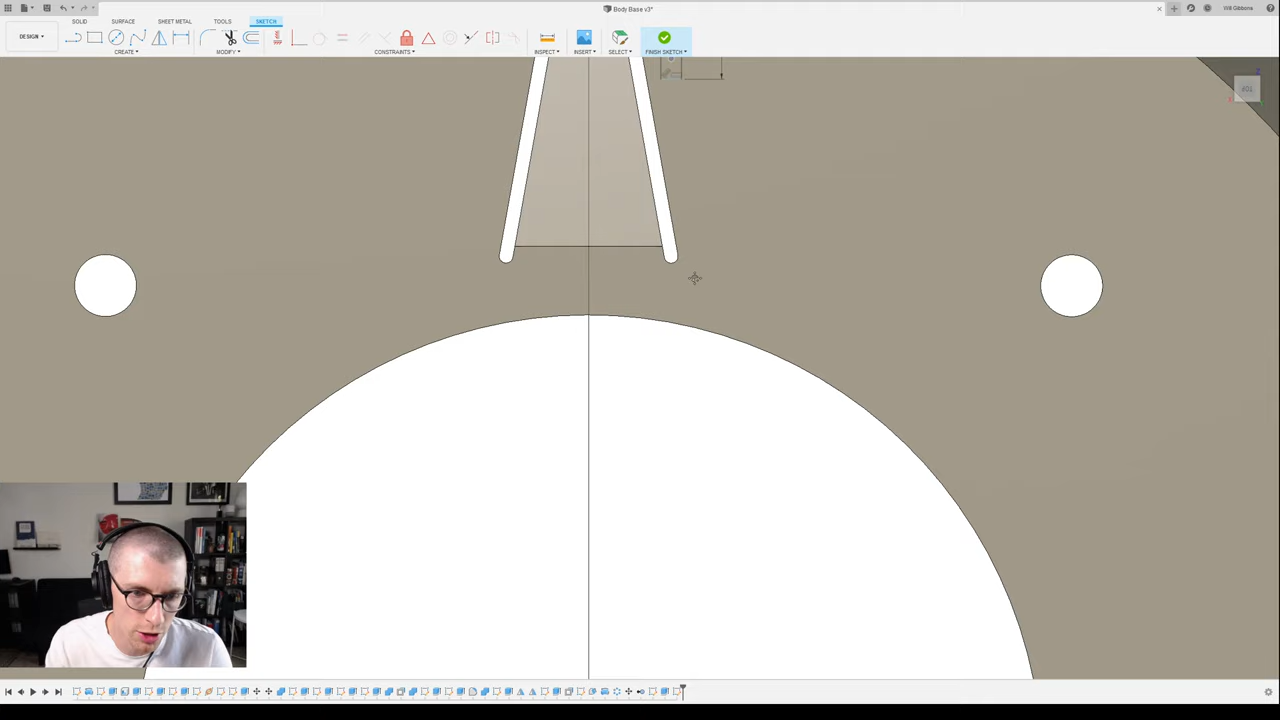 Body Base v3*
Will Gibbons
SOLID SURFACE SHEET METAL TOOLS SKETCH
DESIGN ▾
CREATE ▾ MODIFY ▾ CONSTRAINTS ▾ INSPECT ▾ INSERT ▾ SELECT ▾ FINISH SKETCH ▾
TOP